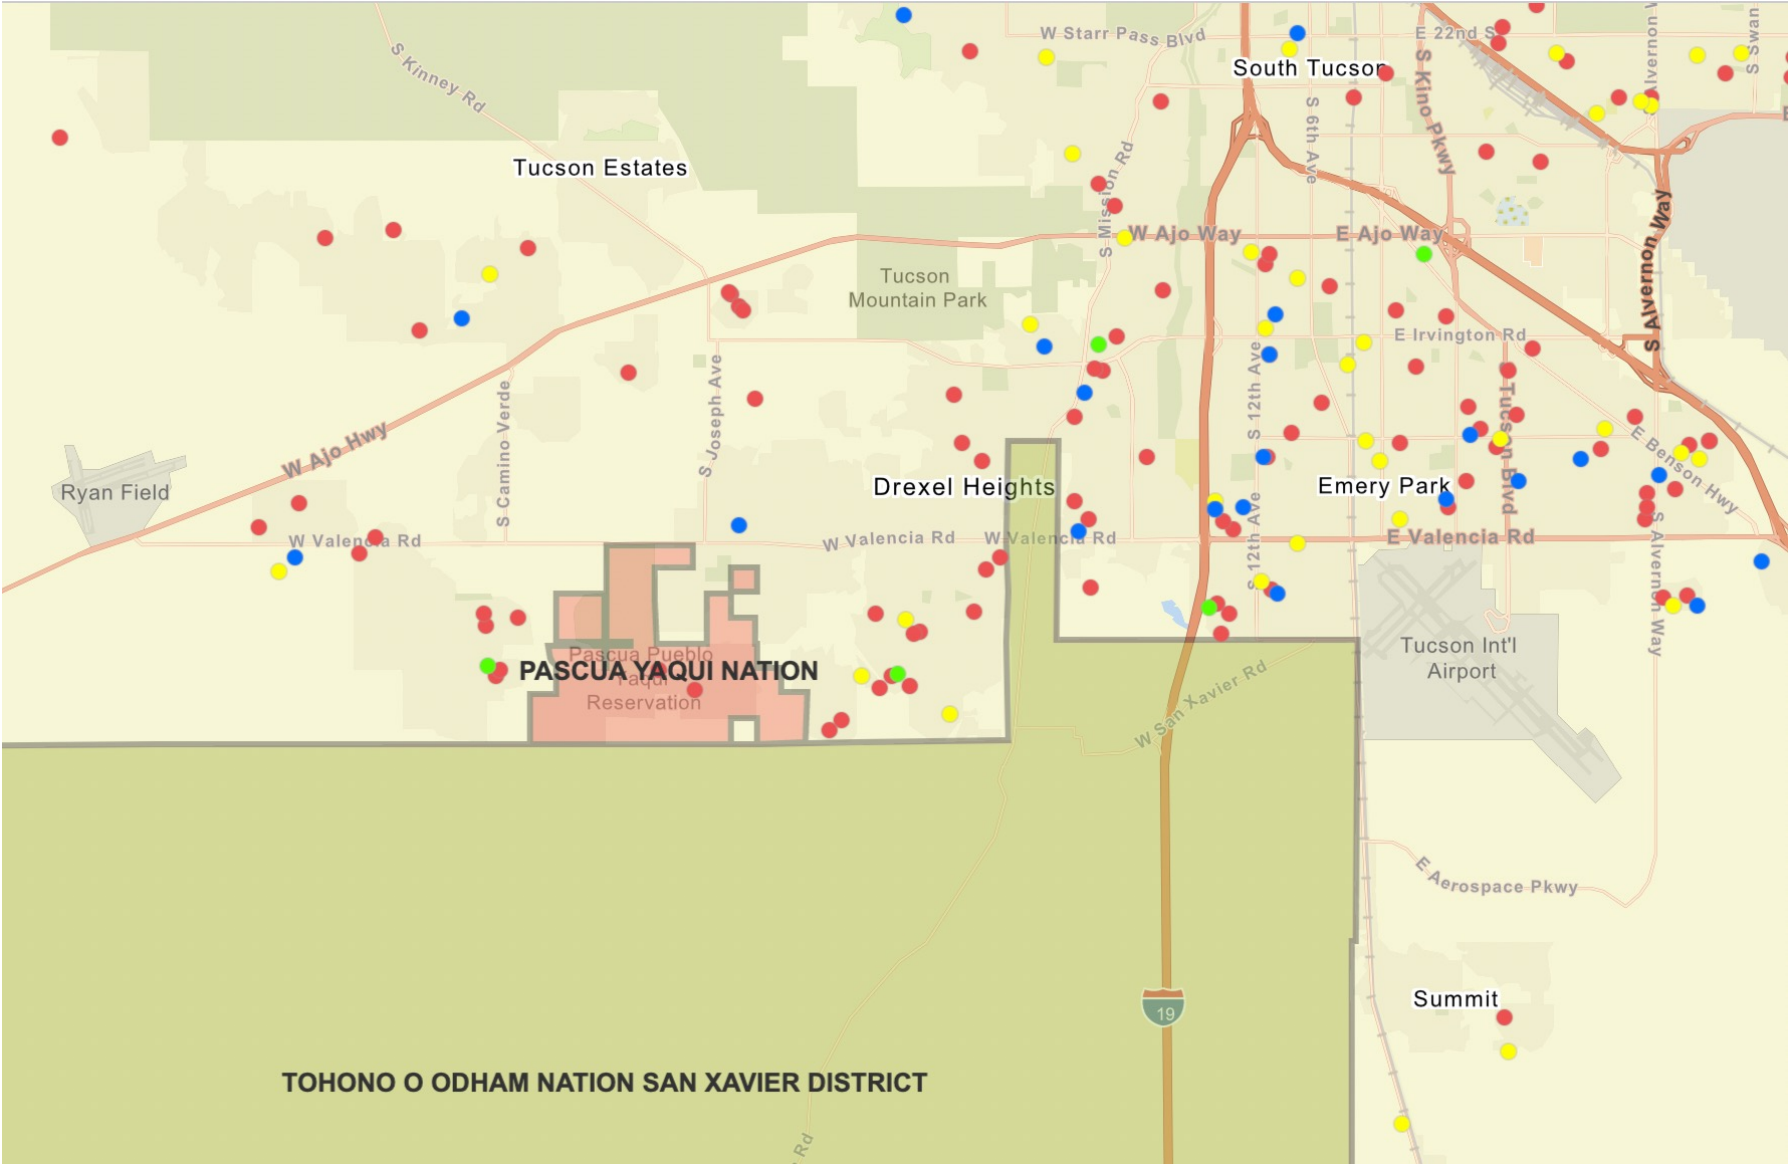 W Starr Pass Blvd
E 22nd S
S Alvernon
S Swan
S Kinney Rd
South Tucson
S Kino Pkwy
S 6th Ave
Tucson Estates
S Mission Rd
W Ajo Way
E Ajo Way
S Alvernon Way
Tucson
Mountain Park
E Irvington Rd
S Camino Verde
S Joseph Ave
S 12th Ave
S Tucson Blvd
W Ajo Hwy
E Benson Hwy
Ryan Field
Drexel Heights
Emery Park
W Valencia Rd
W Valencia Rd
W Valencia Rd
S 12th Ave
E Valencia Rd
S Alvernon Way
Pascua Pueblo
Yaqui
Reservation
PASCUA YAQUI NATION
W San Xavier Rd
Tucson Int'l
Airport
E Aerospace Pkwy
Summit
19
TOHONO O ODHAM NATION SAN XAVIER DISTRICT
Rd